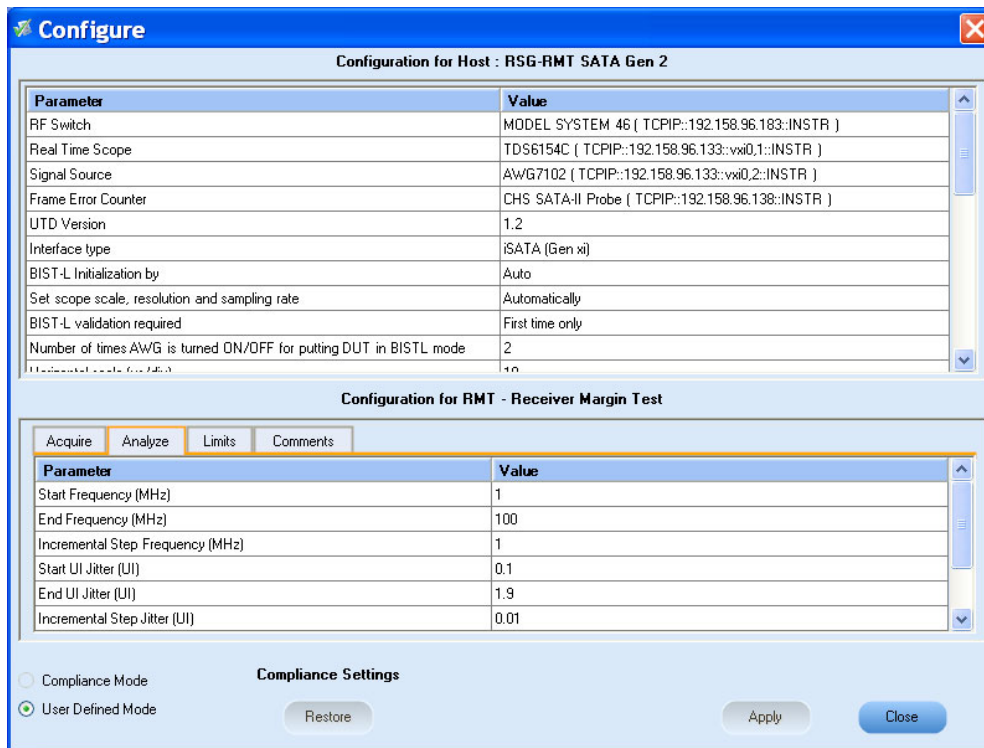 Configure
Configuration for Host : RSG-RMT SATA Gen 2
Parameter Value
RF Switch MODEL SYSTEM 46 ( TCPIP::192.158.96.183::INSTR )
Real Time Scope TDS6154C ( TCPIP::192.158.96.133::vxi0,1::INSTR )
Signal Source AWG7102 ( TCPIP::192.158.96.133::vxi0,2::INSTR )
Frame Error Counter CHS SATA-II Probe ( TCPIP::192.158.96.138::INSTR )
UTD Version 1.2
Interface type iSATA (Gen xi)
BIST-L Initialization by Auto
Set scope scale, resolution and sampling rate Automatically
BIST-L validation required First time only
Number of times AWG is turned ON/OFF for putting DUT in BISTL mode 2
Horizontal scale (us/div) 10
Configuration for RMT - Receiver Margin Test
Acquire Analyze Limits Comments
Parameter Value
Start Frequency (MHz) 1
End Frequency (MHz) 100
Incremental Step Frequency (MHz) 1
Start UI Jitter (UI) 0.1
End UI Jitter (UI) 1.9
Incremental Step Jitter (UI) 0.01
Compliance Mode Compliance Settings
User Defined Mode Restore Apply Close